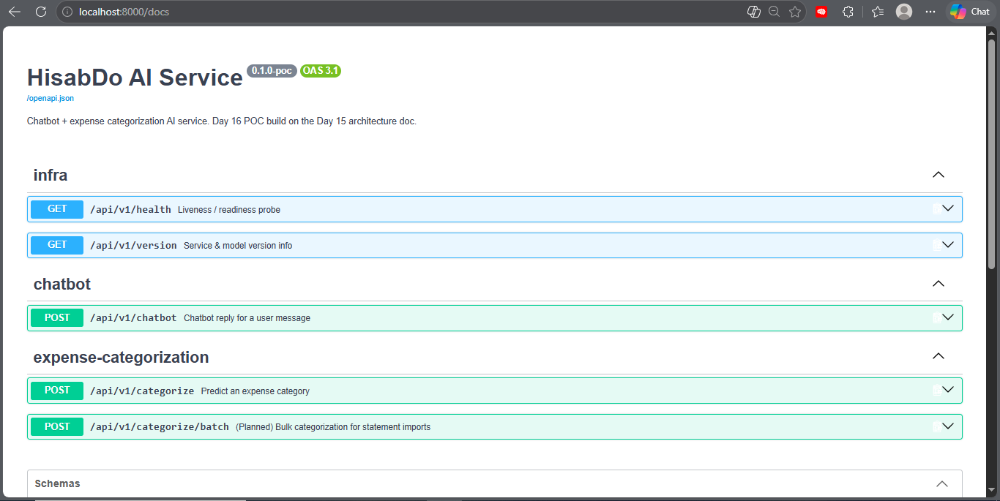 localhost:8000/docs
Chat
HisabDo AI Service 0.1.0-poc OAS 3.1
/openapi.json
Chatbot + expense categorization AI service. Day 16 POC build on the Day 15 architecture doc.
infra
GET /api/v1/health Liveness / readiness probe
GET /api/v1/version Service & model version info
chatbot
POST /api/v1/chatbot Chatbot reply for a user message
expense-categorization
POST /api/v1/categorize Predict an expense category
POST /api/v1/categorize/batch (Planned) Bulk categorization for statement imports
Schemas